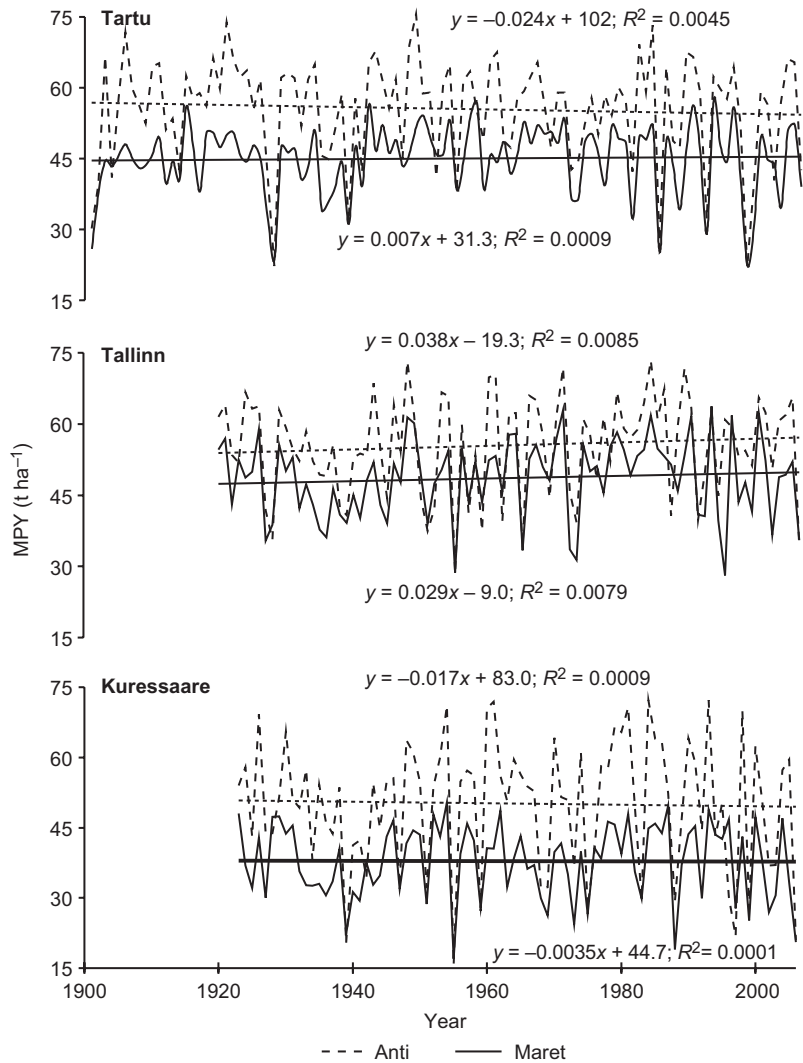 75
Tartu
y = –0.024x + 102; R² = 0.0045
60
45
30
y = 0.007x + 31.3; R² = 0.0009
15
y = 0.038x – 19.3; R² = 0.0085
75
Tallinn
60
45
30
y = 0.029x – 9.0; R² = 0.0079
15
MPY (t ha⁻¹)
y = –0.017x + 83.0; R² = 0.0009
75
Kuressaare
60
45
30
y = –0.0035x + 44.7; R²= 0.0001
15
1900 1920 1940 1960 1980 2000
Year
Anti Maret